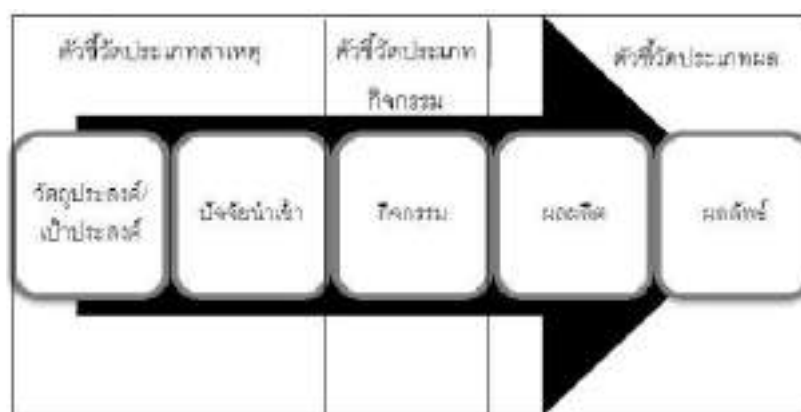 ตัวชี้วัดประเภทสาเหตุ
ตัวชี้วัดประเภท
กิจกรรม
ตัวชี้วัดประเภทผล
วัตถุประสงค์/
เป้าประสงค์
ปัจจัยนำเข้า
กิจกรรม
ผลผลิต
ผลลัพธ์